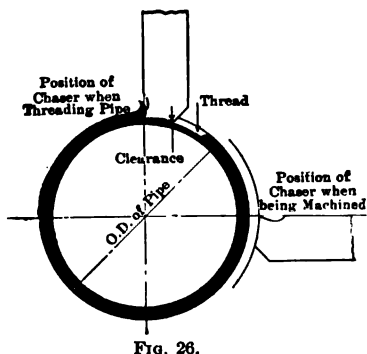 Position of
Chaser when
Threading Pipe
Thread
Clearance
Position of
Chaser when
being Machined
O.D. of Pipe
FIG. 26.